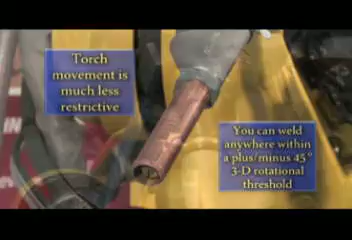 Torch
movement is
much less
restrictive
You can weld
anywhere within
a plus/minus 45°
3-D rotational
threshold